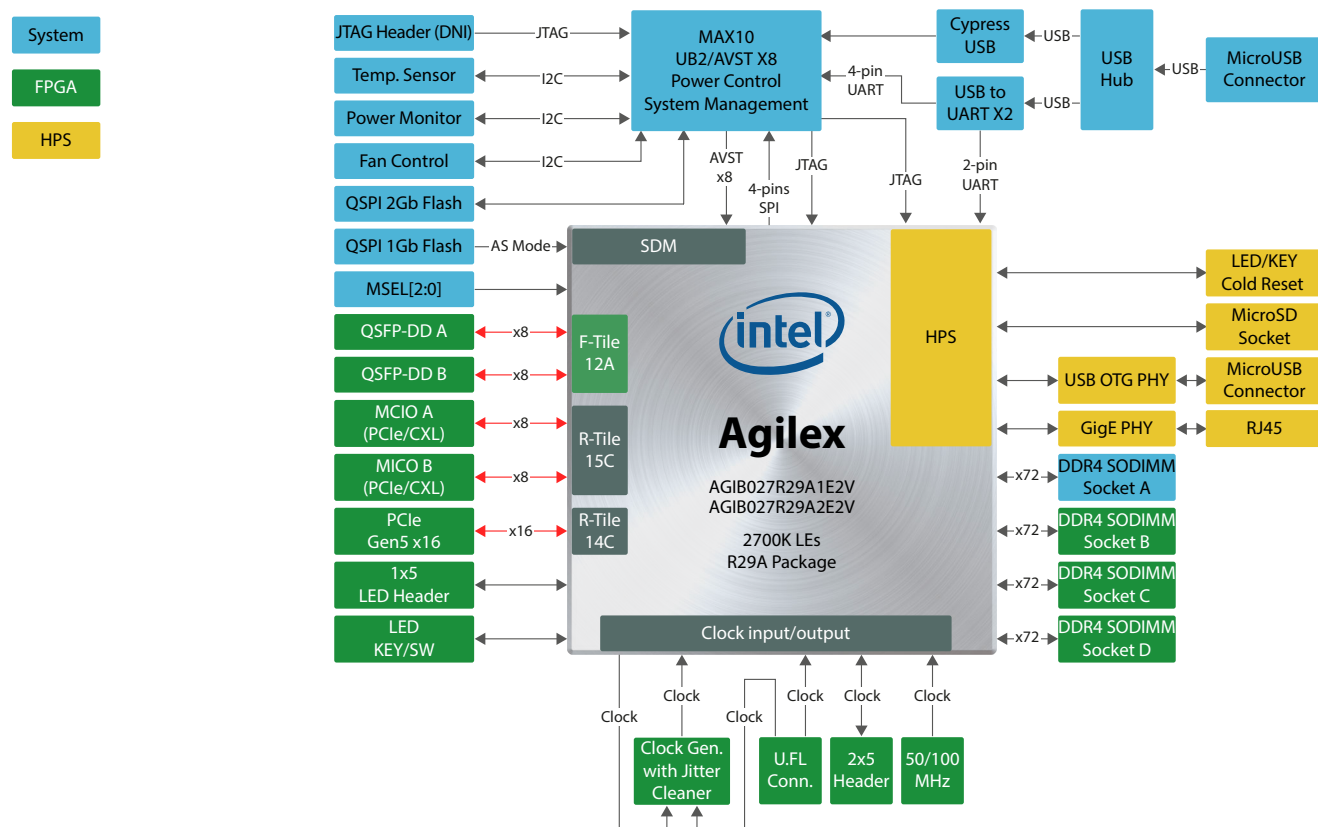 System
FPGA
HPS
JTAG Header (DNI)
JTAG
Temp. Sensor
I2C
Power Monitor
I2C
Fan Control
I2C
QSPI 2Gb Flash
QSPI 1Gb Flash
AS Mode
MSEL[2:0]
QSFP-DD A
x8
QSFP-DD B
x8
MCIO A
(PCIe/CXL)
x8
MICO B
(PCIe/CXL)
x8
PCIe
Gen5 x16
x16
1x5
LED Header
LED
KEY/SW
MAX10
UB2/AVST X8
Power Control
System Management
Cypress
USB
USB
USB to
UART X2
USB
4-pin
UART
USB
Hub
USB
MicroUSB
Connector
AVST
x8
4-pins
SPI
JTAG
JTAG
2-pin
UART
SDM
F-Tile
12A
R-Tile
15C
R-Tile
14C
intel
®
Agilex
AGIB027R29A1E2V
AGIB027R29A2E2V
2700K LEs
R29A Package
HPS
Clock input/output
LED/KEY
Cold Reset
MicroSD
Socket
USB OTG PHY
MicroUSB
Connector
GigE PHY
RJ45
x72
DDR4 SODIMM
Socket A
x72
DDR4 SODIMM
Socket B
x72
DDR4 SODIMM
Socket C
x72
DDR4 SODIMM
Socket D
Clock
Clock
Clock
Clock
Clock
Clock
Clock Gen.
with Jitter
Cleaner
U.FL
Conn.
2x5
Header
50/100
MHz